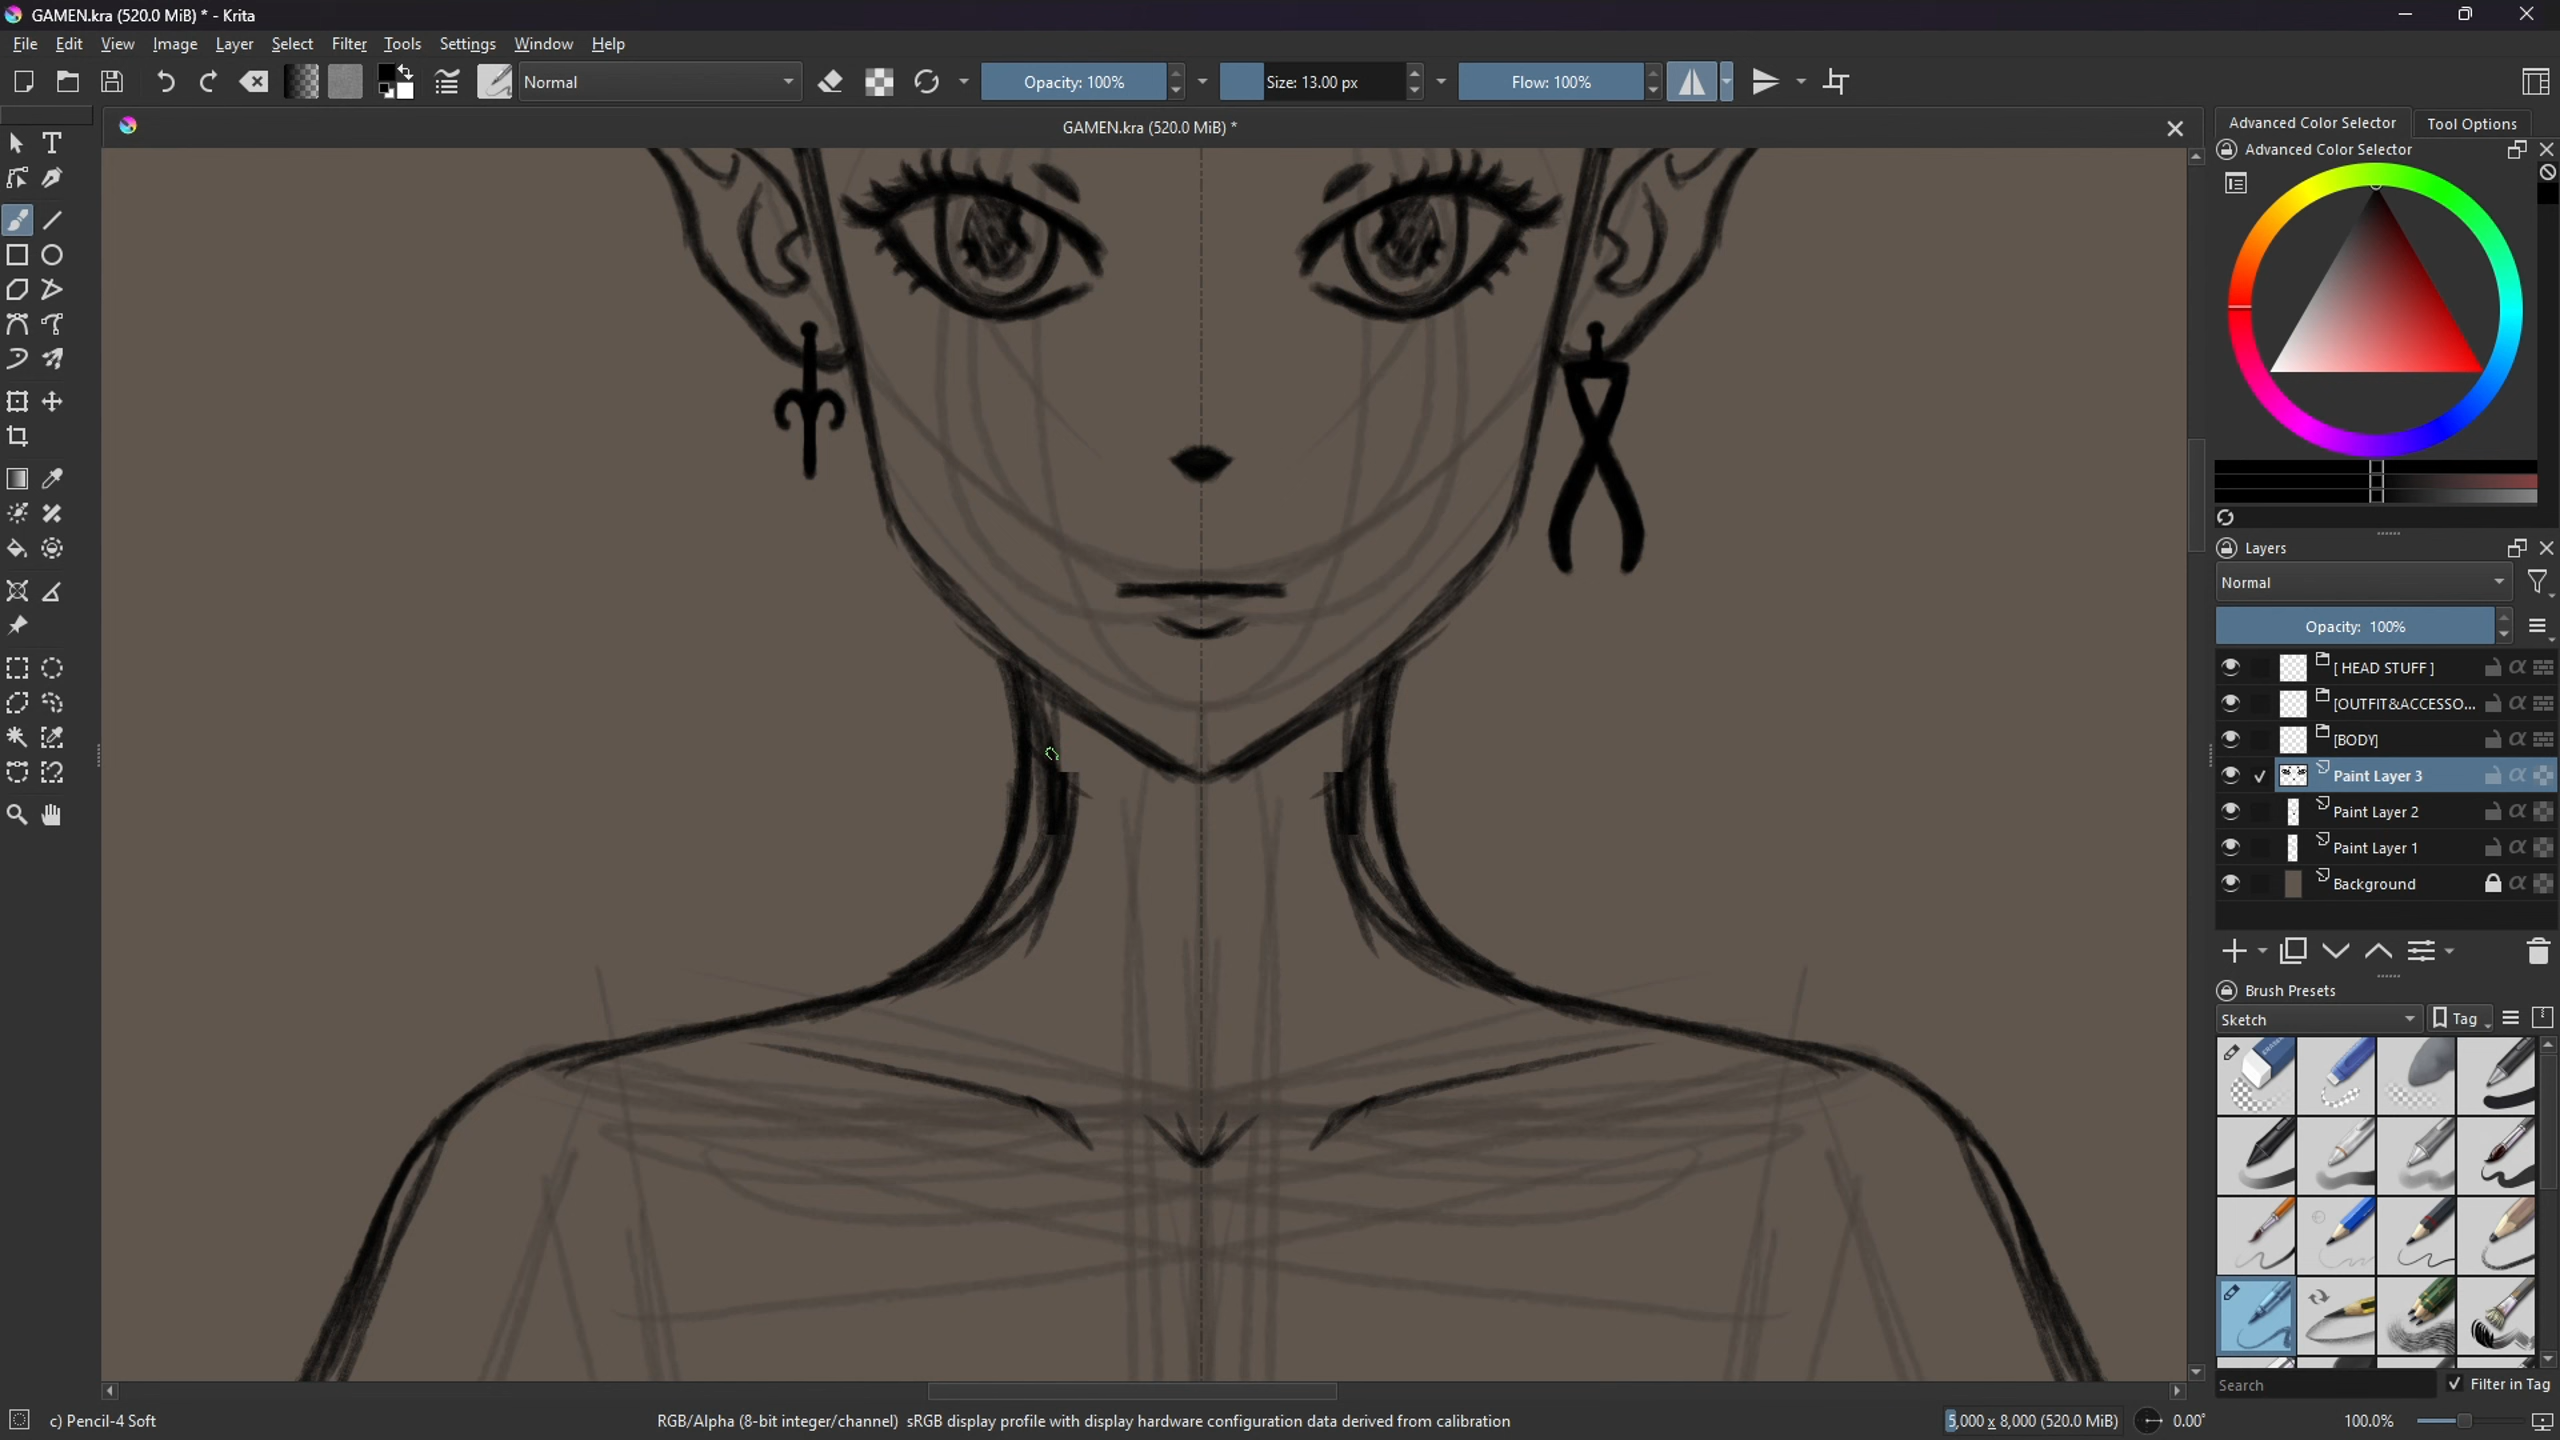 GAMEN.kra (520.0 MiB) * - Krita
File Edit View Image Layer Select Filter Tools Settings Window Help
Normal Opacity: 100% Size: 13.00 px Flow: 100%
GAMEN.kra (520.0 MiB) *
Advanced Color Selector Tool Options
Advanced Color Selector
Layers
Normal
Opacity: 100%
[ HEAD STUFF ]
[OUTFIT&ACCESSO...
[BODY]
Paint Layer 3
Paint Layer 2
Paint Layer 1
Background
Brush Presets
Sketch Tag
Search Filter in Tag
c) Pencil-4 Soft RGB/Alpha (8-bit integer/channel) sRGB display profile with display hardware configuration data derived from calibration 5,000 x 8,000 (520.0 MiB) 0.00° 100.0%